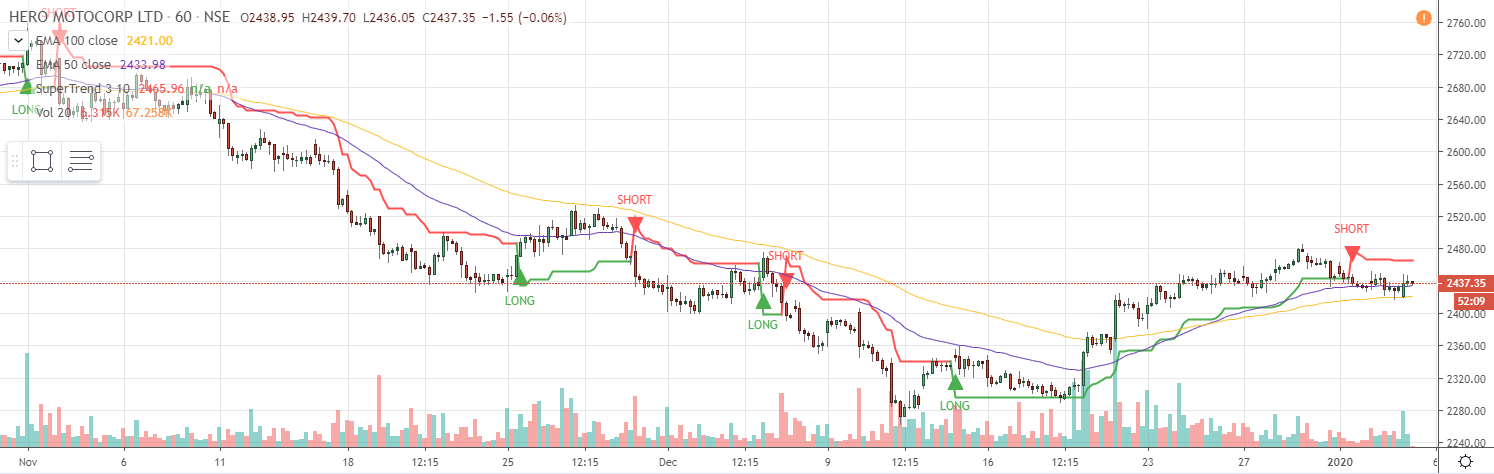 SHORT
HERO MOTOCORP LTD · 60 · NSE O2438.95 H2439.70 L2436.05 C2437.35 −1.55 (−0.06%)
EMA 100 close 2421.00
EMA 50 close 2433.98
SuperTrend 3 10 2465.96 n/a n/a
LONG
Vol 20 6.315K 67.258K
SHORT
LONG
SHORT
LONG
LONG
SHORT
2760.00
2720.00
2680.00
2640.00
2600.00
2560.00
2520.00
2480.00
2437.35
52:09
2400.00
2360.00
2320.00
2280.00
2240.00
Nov 6 11 18 12:15 25 12:15 Dec 12:15 9 12:15 16 12:15 23 27 2020 6